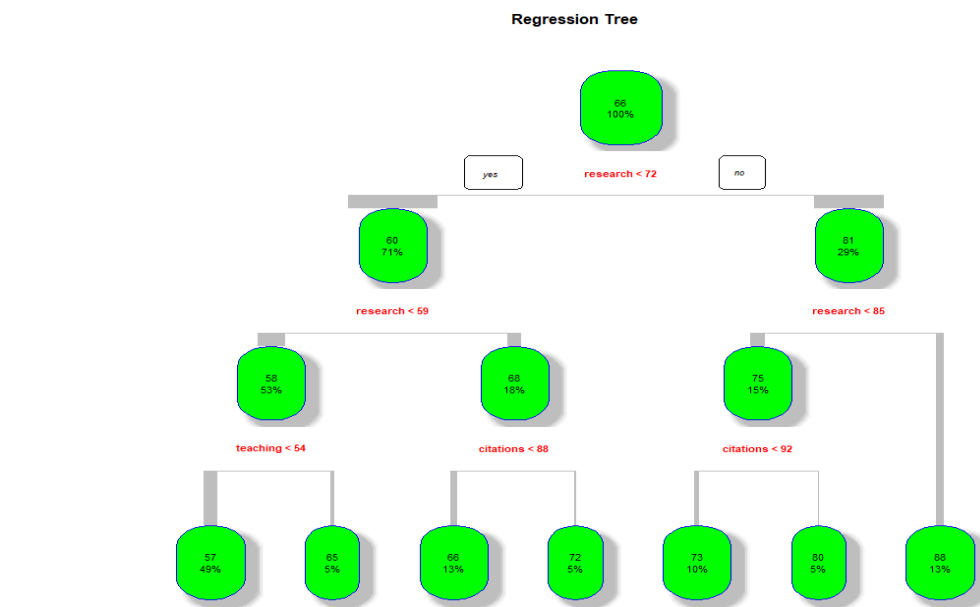 Regression Tree
66
100%
yes
research < 72
no
60
71%
81
29%
research < 59
research < 85
58
53%
68
18%
75
15%
teaching < 54
citations < 88
citations < 92
57
49%
65
5%
66
13%
72
5%
73
10%
80
5%
88
13%